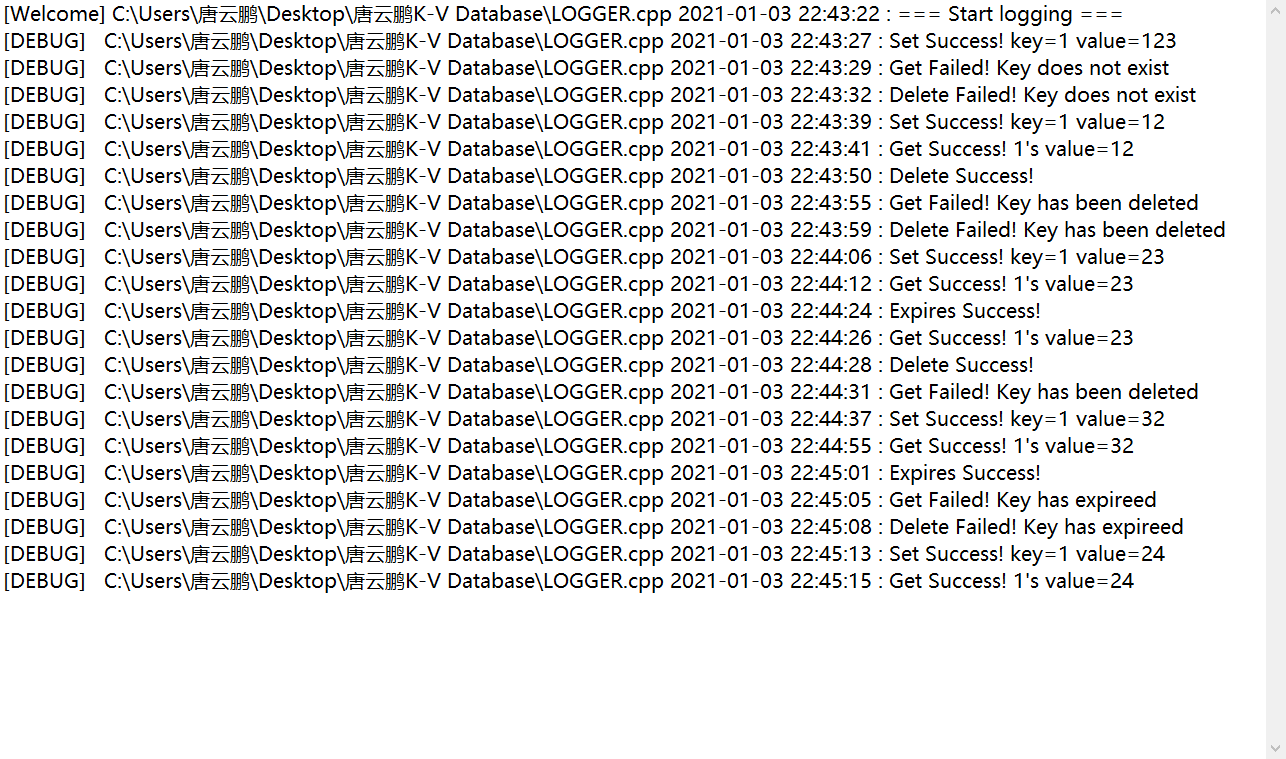 [Welcome] C:\Users\唐云鹏\Desktop\唐云鹏K-V Database\LOGGER.cpp 2021-01-03 22:43:22 : === Start logging ===
[DEBUG] C:\Users\唐云鹏\Desktop\唐云鹏K-V Database\LOGGER.cpp 2021-01-03 22:43:27 : Set Success! key=1 value=123
[DEBUG] C:\Users\唐云鹏\Desktop\唐云鹏K-V Database\LOGGER.cpp 2021-01-03 22:43:29 : Get Failed! Key does not exist
[DEBUG] C:\Users\唐云鹏\Desktop\唐云鹏K-V Database\LOGGER.cpp 2021-01-03 22:43:32 : Delete Failed! Key does not exist
[DEBUG] C:\Users\唐云鹏\Desktop\唐云鹏K-V Database\LOGGER.cpp 2021-01-03 22:43:39 : Set Success! key=1 value=12
[DEBUG] C:\Users\唐云鹏\Desktop\唐云鹏K-V Database\LOGGER.cpp 2021-01-03 22:43:41 : Get Success! 1's value=12
[DEBUG] C:\Users\唐云鹏\Desktop\唐云鹏K-V Database\LOGGER.cpp 2021-01-03 22:43:50 : Delete Success!
[DEBUG] C:\Users\唐云鹏\Desktop\唐云鹏K-V Database\LOGGER.cpp 2021-01-03 22:43:55 : Get Failed! Key has been deleted
[DEBUG] C:\Users\唐云鹏\Desktop\唐云鹏K-V Database\LOGGER.cpp 2021-01-03 22:43:59 : Delete Failed! Key has been deleted
[DEBUG] C:\Users\唐云鹏\Desktop\唐云鹏K-V Database\LOGGER.cpp 2021-01-03 22:44:06 : Set Success! key=1 value=23
[DEBUG] C:\Users\唐云鹏\Desktop\唐云鹏K-V Database\LOGGER.cpp 2021-01-03 22:44:12 : Get Success! 1's value=23
[DEBUG] C:\Users\唐云鹏\Desktop\唐云鹏K-V Database\LOGGER.cpp 2021-01-03 22:44:24 : Expires Success!
[DEBUG] C:\Users\唐云鹏\Desktop\唐云鹏K-V Database\LOGGER.cpp 2021-01-03 22:44:26 : Get Success! 1's value=23
[DEBUG] C:\Users\唐云鹏\Desktop\唐云鹏K-V Database\LOGGER.cpp 2021-01-03 22:44:28 : Delete Success!
[DEBUG] C:\Users\唐云鹏\Desktop\唐云鹏K-V Database\LOGGER.cpp 2021-01-03 22:44:31 : Get Failed! Key has been deleted
[DEBUG] C:\Users\唐云鹏\Desktop\唐云鹏K-V Database\LOGGER.cpp 2021-01-03 22:44:37 : Set Success! key=1 value=32
[DEBUG] C:\Users\唐云鹏\Desktop\唐云鹏K-V Database\LOGGER.cpp 2021-01-03 22:44:55 : Get Success! 1's value=32
[DEBUG] C:\Users\唐云鹏\Desktop\唐云鹏K-V Database\LOGGER.cpp 2021-01-03 22:45:01 : Expires Success!
[DEBUG] C:\Users\唐云鹏\Desktop\唐云鹏K-V Database\LOGGER.cpp 2021-01-03 22:45:05 : Get Failed! Key has expireed
[DEBUG] C:\Users\唐云鹏\Desktop\唐云鹏K-V Database\LOGGER.cpp 2021-01-03 22:45:08 : Delete Failed! Key has expireed
[DEBUG] C:\Users\唐云鹏\Desktop\唐云鹏K-V Database\LOGGER.cpp 2021-01-03 22:45:13 : Set Success! key=1 value=24
[DEBUG] C:\Users\唐云鹏\Desktop\唐云鹏K-V Database\LOGGER.cpp 2021-01-03 22:45:15 : Get Success! 1's value=24